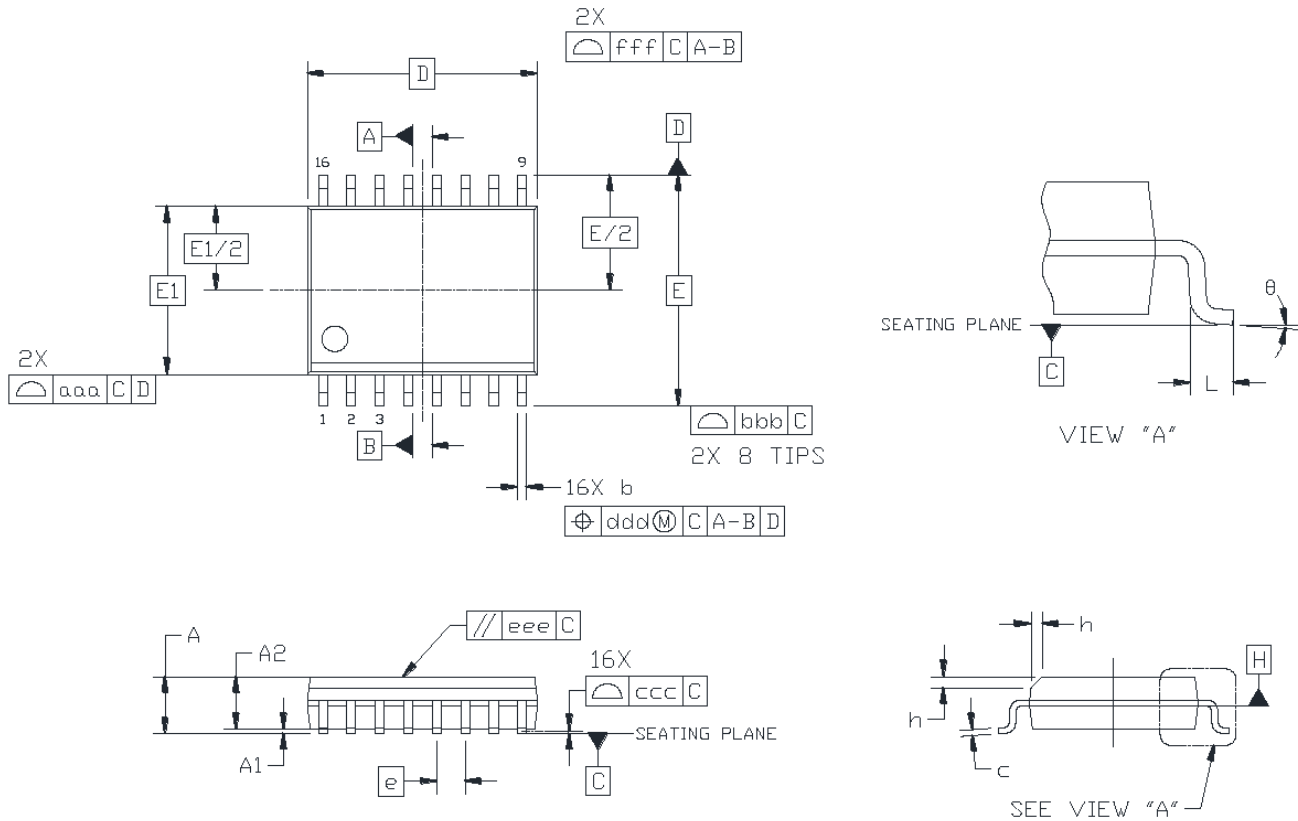 2X
⌓ fff C A-B
D
A
D
16 9
E1/2
E/2
E1
E
2X
⌓ aaa C D
1 2 3
B
⌓ bbb C
2X 8 TIPS
16X b
⌖ ddd Ⓜ C A-B D
θ
SEATING PLANE
C
L
VIEW "A"
A
A2
// eee C
16X
⌓ ccc C
SEATING PLANE
A1
e
C
h
H
h
c
SEE VIEW "A"